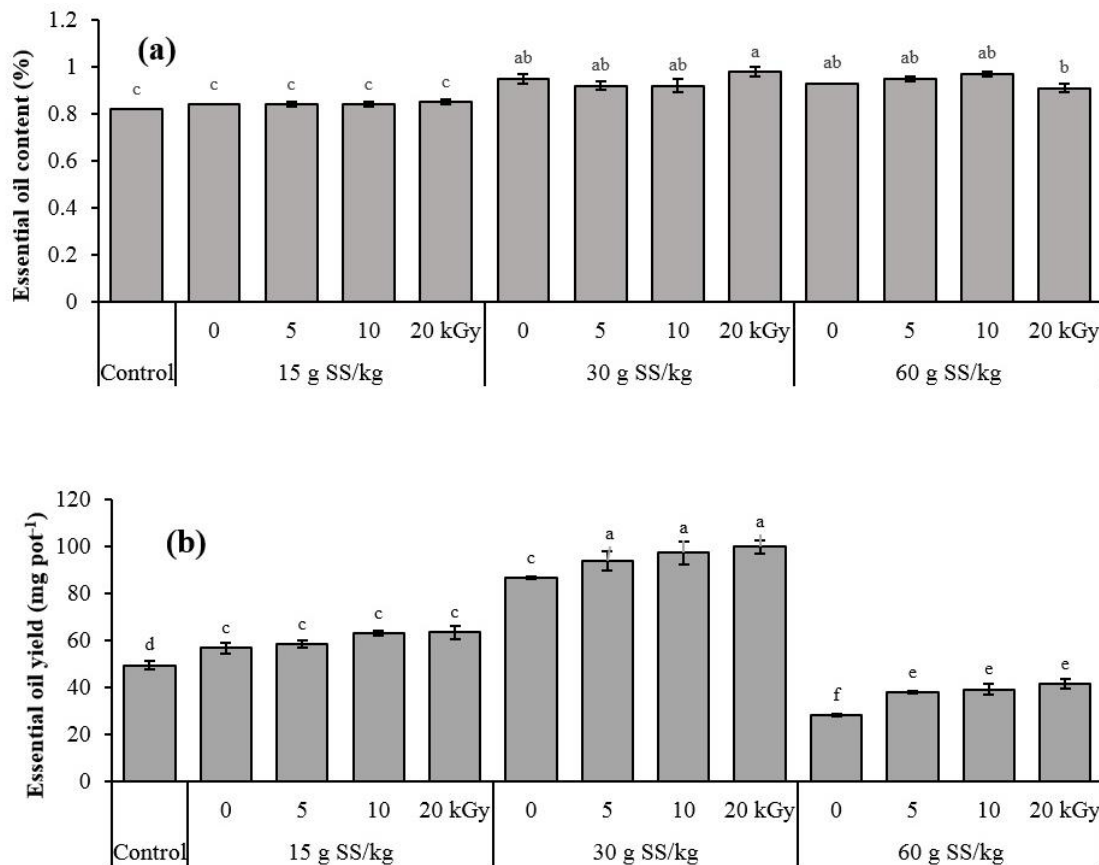 1.2
1
0.8
0.6
0.4
0.2
0
Essential oil content (%)
(a)
c c c c c ab ab ab a ab ab ab b
0 5 10 20 kGy 0 5 10 20 kGy 0 5 10 20 kGy
Control 15 g SS/kg 30 g SS/kg 60 g SS/kg
120
100
80
60
40
20
0
Essential oil yield (mg pot⁻¹)
(b)
d c c c c c a a a f e e e
0 5 10 20 kGy 0 5 10 20 kGy 0 5 10 20 kGy
Control 15 g SS/kg 30 g SS/kg 60 g SS/kg